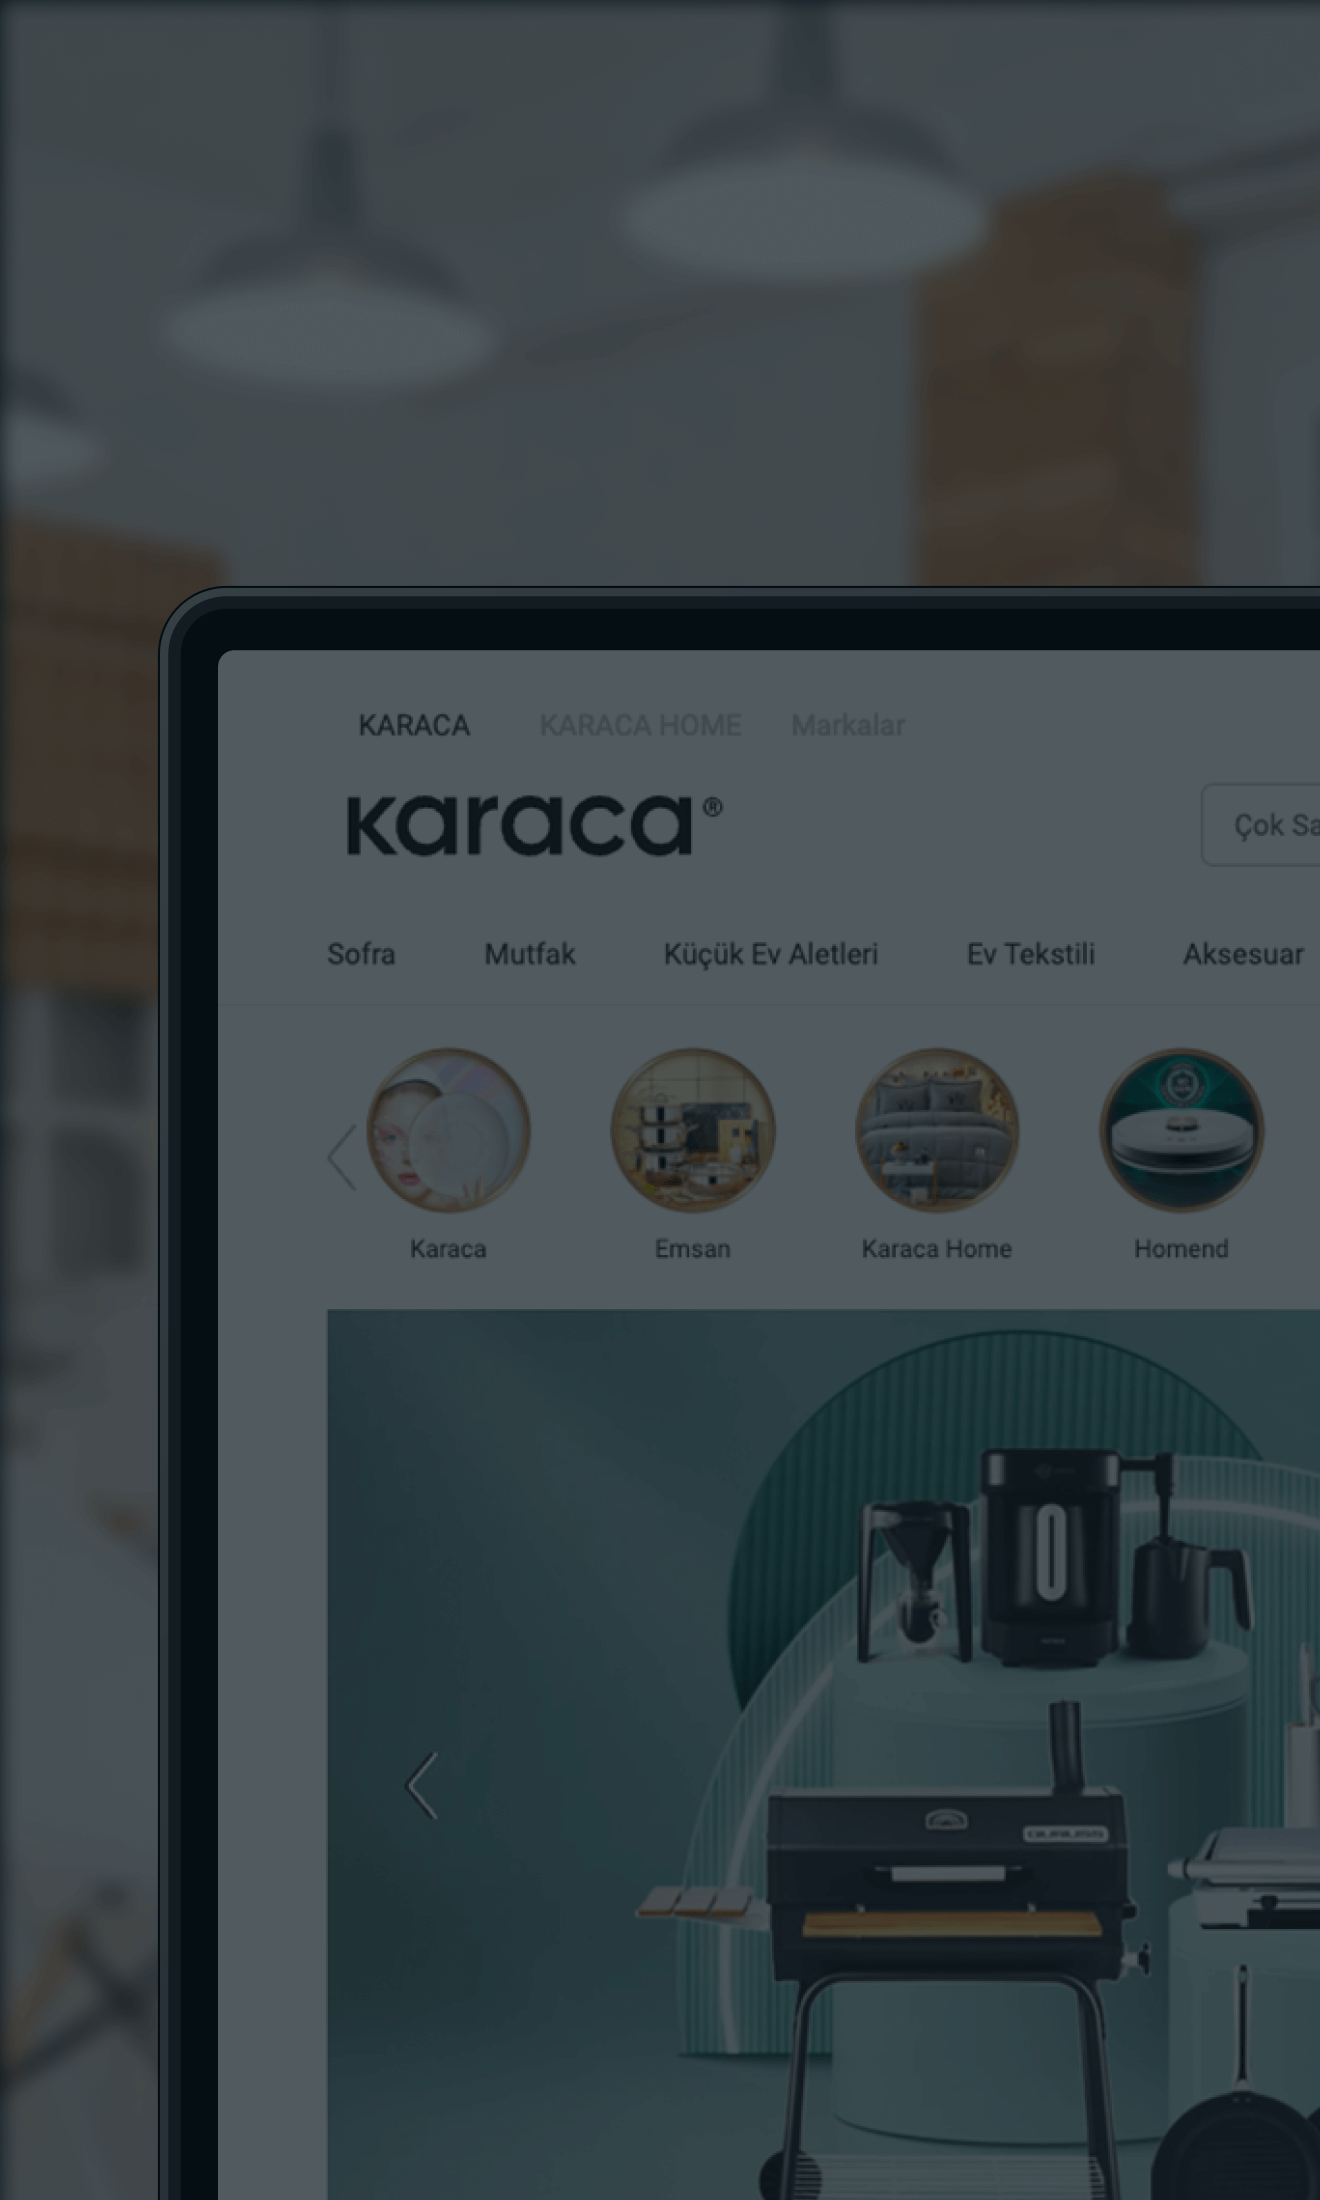 KARACA KARACA HOME Markalar
karaca®
Çok Sa
Sofra Mutfak Küçük Ev Aletleri Ev Tekstili Aksesuar
Karaca Emsan Karaca Home Homend